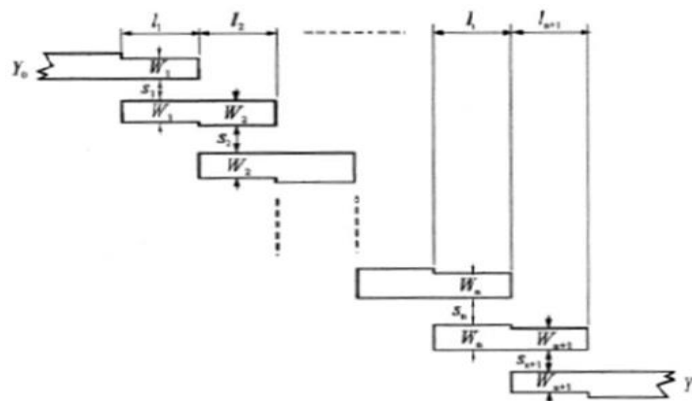 l₁ l₂ lₙ lₙ₊₁
Y₀ W₁
s₁
W₁ W₂
s₂
W₂
Wₙ
sₙ
Wₙ Wₙ₊₁
sₙ₊₁
Wₙ₊₁ Y